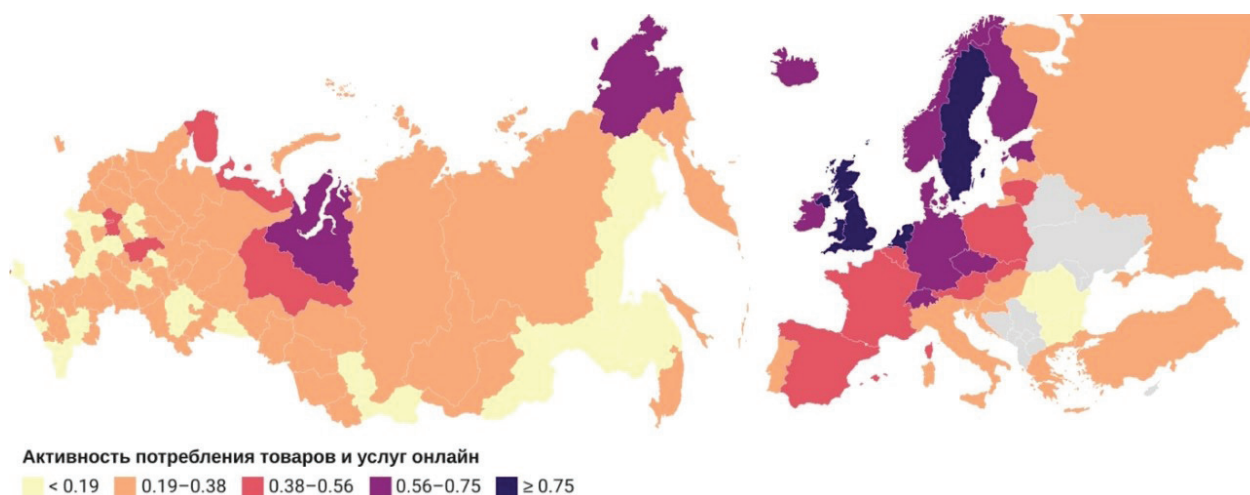 Активность потребления товаров и услуг онлайн
< 0.19 0.19–0.38 0.38–0.56 0.56–0.75 ≥ 0.75